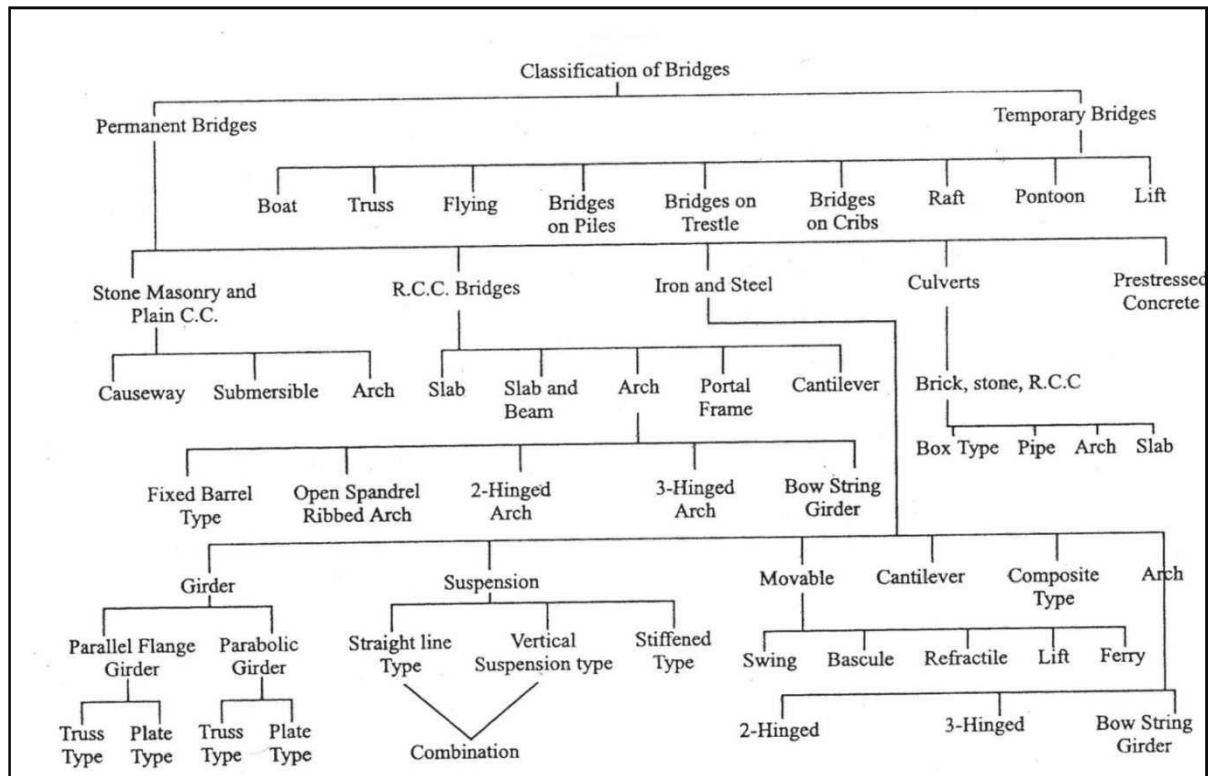 Classification of Bridges
Permanent Bridges
Temporary Bridges
Boat
Truss
Flying
Bridges
on Piles
Bridges on
Trestle
Bridges
on Cribs
Raft
Pontoon
Lift
Stone Masonry and
Plain C.C.
R.C.C. Bridges
Iron and Steel
Culverts
Prestressed
Concrete
Causeway
Submersible
Arch
Slab
Slab and
Beam
Arch
Portal
Frame
Cantilever
Brick, stone, R.C.C
Box Type
Pipe
Arch
Slab
Fixed Barrel
Type
Open Spandrel
Ribbed Arch
2-Hinged
Arch
3-Hinged
Arch
Bow String
Girder
Girder
Suspension
Movable
Cantilever
Composite
Type
Arch
Parallel Flange
Girder
Parabolic
Girder
Straight line
Type
Vertical
Suspension type
Stiffened
Type
Swing
Bascule
Refractile
Lift
Ferry
Truss
Type
Plate
Type
Truss
Type
Plate
Type
Combination
2-Hinged
3-Hinged
Bow String
Girder